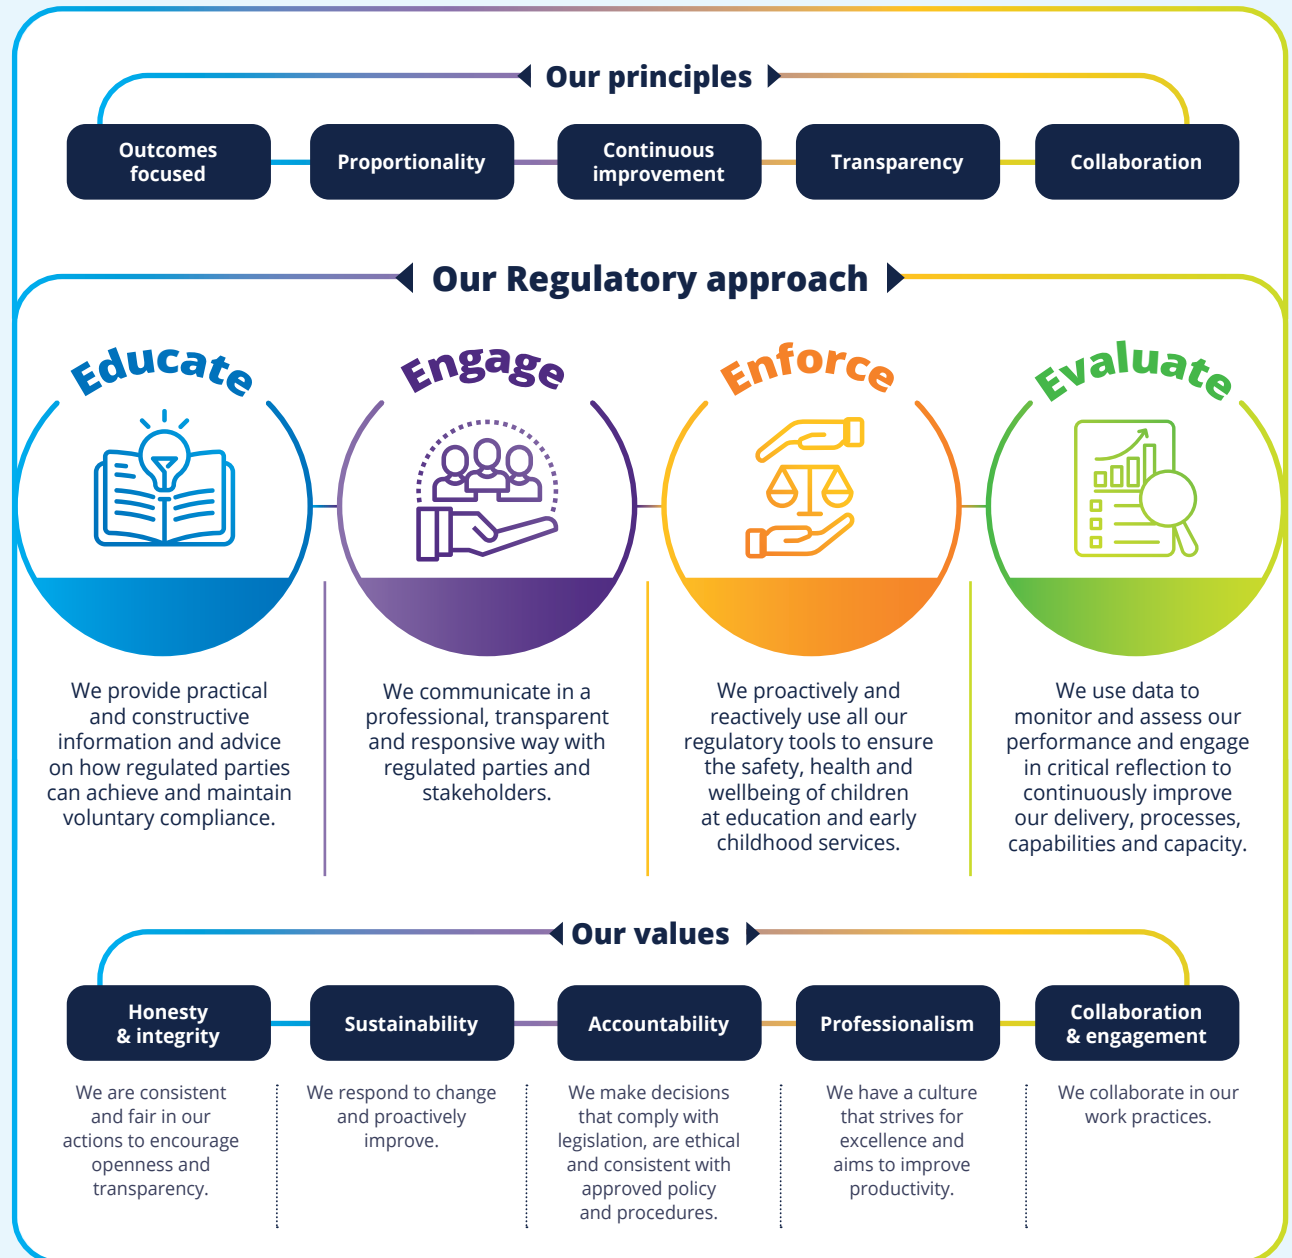 Our principles
Outcomes
focused
Proportionality
Continuous
improvement
Transparency
Collaboration
Our Regulatory approach
Educate
We provide practical
and constructive
information and advice
on how regulated parties
can achieve and maintain
voluntary compliance.
Engage
We communicate in a
professional, transparent
and responsive way with
regulated parties and
stakeholders.
Enforce
We proactively and
reactively use all our
regulatory tools to ensure
the safety, health and
wellbeing of children
at education and early
childhood services.
Evaluate
We use data to
monitor and assess our
performance and engage
in critical reflection to
continuously improve
our delivery, processes,
capabilities and capacity.
Our values
Honesty
& integrity
We are consistent
and fair in our
actions to encourage
openness and
transparency.
Sustainability
We respond to change
and proactively
improve.
Accountability
We make decisions
that comply with
legislation, are ethical
and consistent with
approved policy
and procedures.
Professionalism
We have a culture
that strives for
excellence and
aims to improve
productivity.
Collaboration
& engagement
We collaborate in our
work practices.